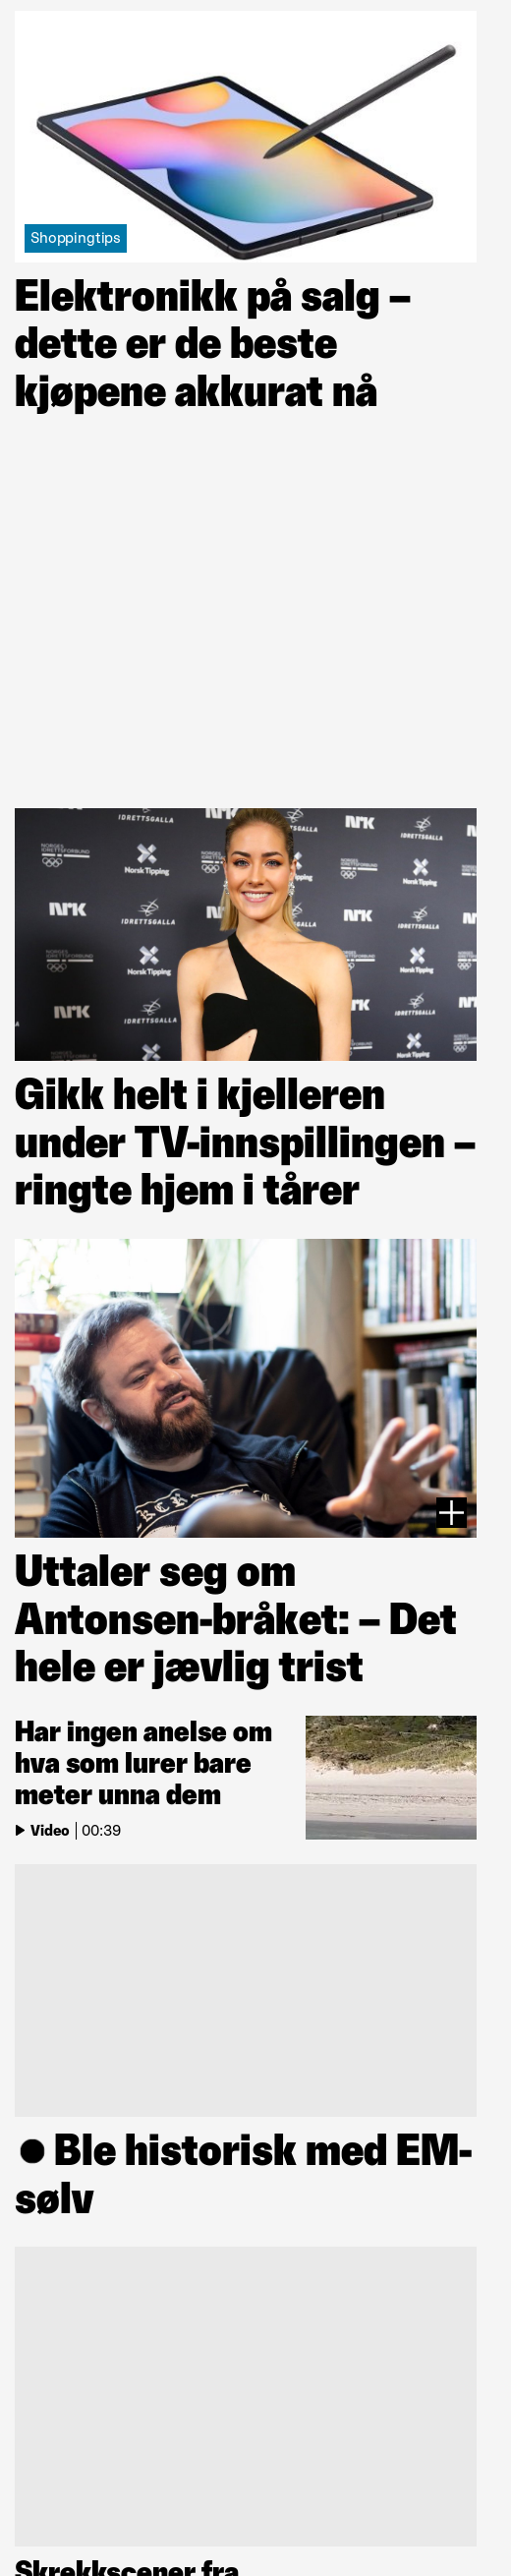 Shoppingtips
Elektronikk på salg –
dette er de beste
kjøpene akkurat nå
NRK
IDRETTSGALLA
Norsk Tipping
Gikk helt i kjelleren
under TV-innspillingen –
ringte hjem i tårer
Uttaler seg om
Antonsen-bråket: – Det
hele er jævlig trist
Har ingen anelse om
hva som lurer bare
meter unna dem
Video | 00:39
Ble historisk med EM-
sølv
Skrekkscener fra